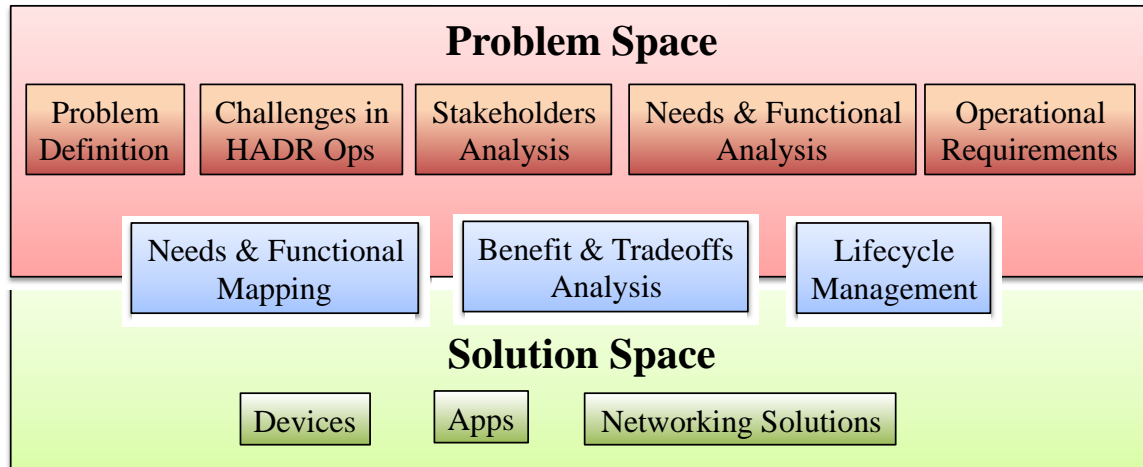 Problem Space
Problem
Definition
Challenges in
HADR Ops
Stakeholders
Analysis
Needs & Functional
Analysis
Operational
Requirements
Needs & Functional
Mapping
Benefit & Tradeoffs
Analysis
Lifecycle
Management
Solution Space
Devices
Apps
Networking Solutions